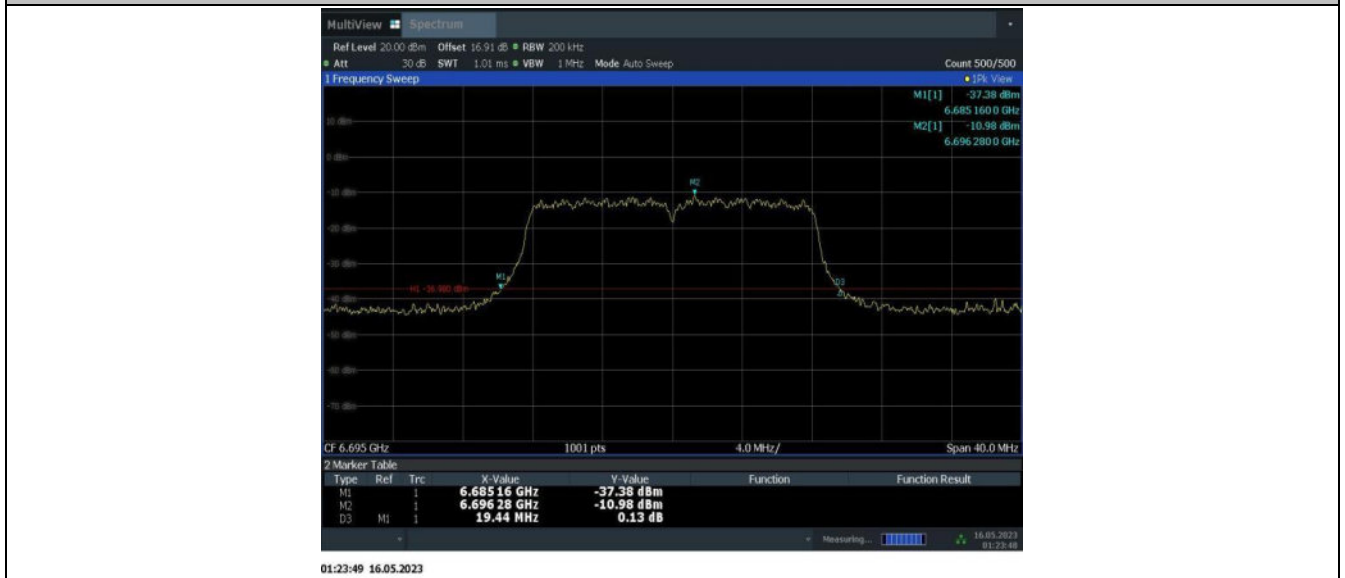 MultiView Spectrum
Ref Level 20.00 dBm Offset 16.91 dB RBW 200 kHz
Att 30 dB SWT 1.01 ms VBW 1 MHz Mode Auto Sweep Count 500/500
1 Frequency Sweep 1Pk View
M1[1] -37.38 dBm
6.685 160 0 GHz
10 dBm
M2[1] -10.98 dBm
6.696 280 0 GHz
0 dBm
M2
-10 dBm
-20 dBm
-30 dBm
M1
D3
H1 -36.980 dBm
-40 dBm
-50 dBm
-60 dBm
-70 dBm
CF 6.695 GHz 1001 pts 4.0 MHz/ Span 40.0 MHz
2 Marker Table
Type Ref Trc X-Value Y-Value Function Function Result
M1 1 6.685 16 GHz -37.38 dBm
M2 1 6.696 28 GHz -10.98 dBm
D3 M1 1 19.44 MHz 0.13 dB
Measuring... 16.05.2023
01:23:48
01:23:49 16.05.2023